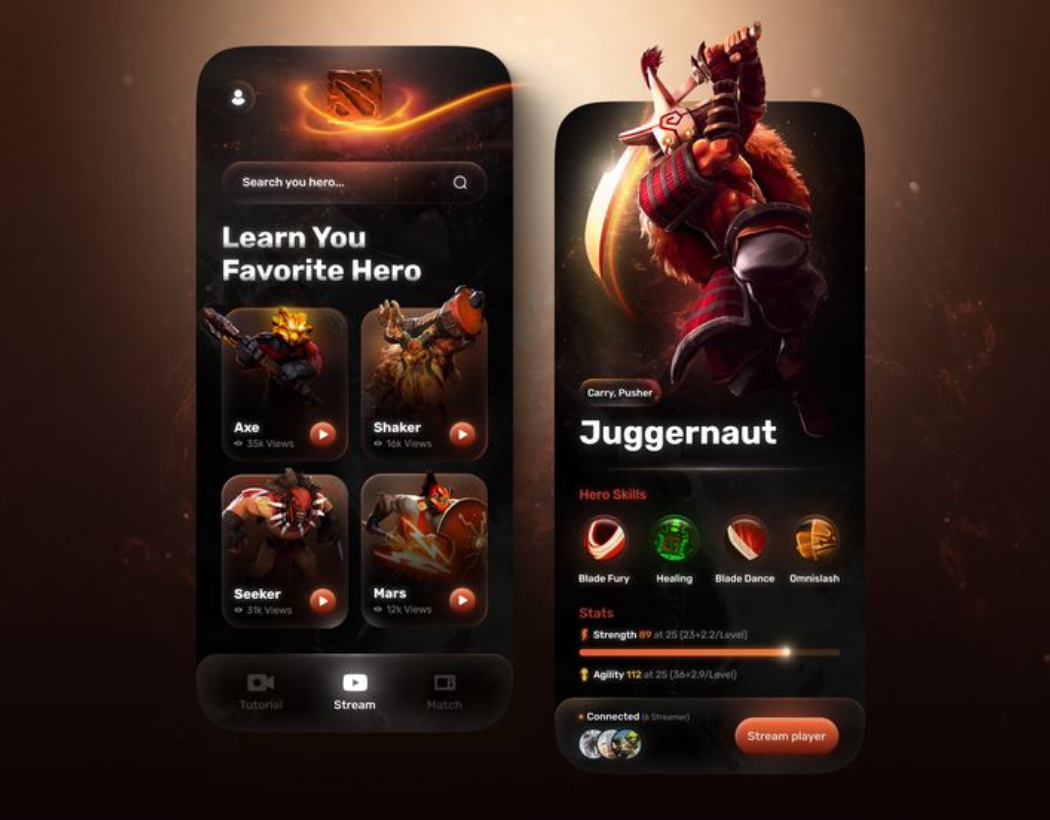 Search you hero...
Learn You
Favorite Hero
Axe
35k Views
Shaker
16k Views
Seeker
31k Views
Mars
12k Views
Tutorial
Stream
Match
Carry, Pusher
Juggernaut
Hero Skills
Blade Fury
Healing
Blade Dance
Omnislash
Stats
Strength 89 at 25 (23+2.2/Level)
Agility 112 at 25 (36+2.9/Level)
Connected (6 Streamer)
Stream player